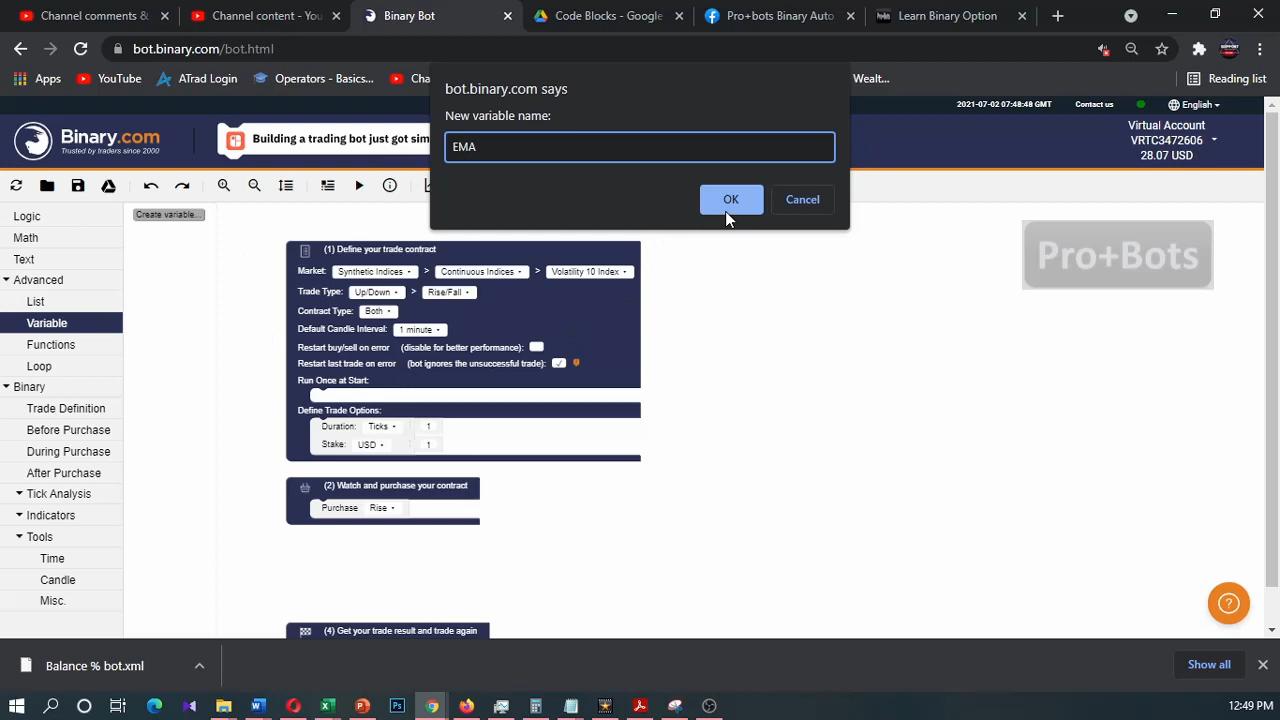 Channel comments &
Channel content - You
Binary Bot
Code Blocks - Google
Pro+bots Binary Auto
Learn Binary Option
bot.binary.com/bot.html
Apps
YouTube
ATrad Login
Operators - Basics...
Cha
Wealt...
Reading list
bot.binary.com says
New variable name:
EMA
OK
Cancel
2021-07-02 07:48:48 GMT
Contact us
English
Binary.com
Trusted by traders since 2000
Building a trading bot just got sim
Virtual Account
VRTC3472606
28.07 USD
Logic
Math
Text
Advanced
List
Variable
Functions
Loop
Binary
Trade Definition
Before Purchase
During Purchase
After Purchase
Tick Analysis
Indicators
Tools
Time
Candle
Misc.
Create variable...
(1) Define your trade contract
Market: Synthetic Indices > Continuous Indices > Volatility 10 Index
Trade Type: Up/Down > Rise/Fall
Contract Type: Both
Default Candle Interval: 1 minute
Restart buy/sell on error (disable for better performance):
Restart last trade on error (bot ignores the unsuccessful trade):
Run Once at Start:
Define Trade Options:
Duration: Ticks 1
Stake: USD 1
(2) Watch and purchase your contract
Purchase Rise
(4) Get your trade result and trade again
Pro+Bots
Balance % bot.xml
Show all
12:49 PM